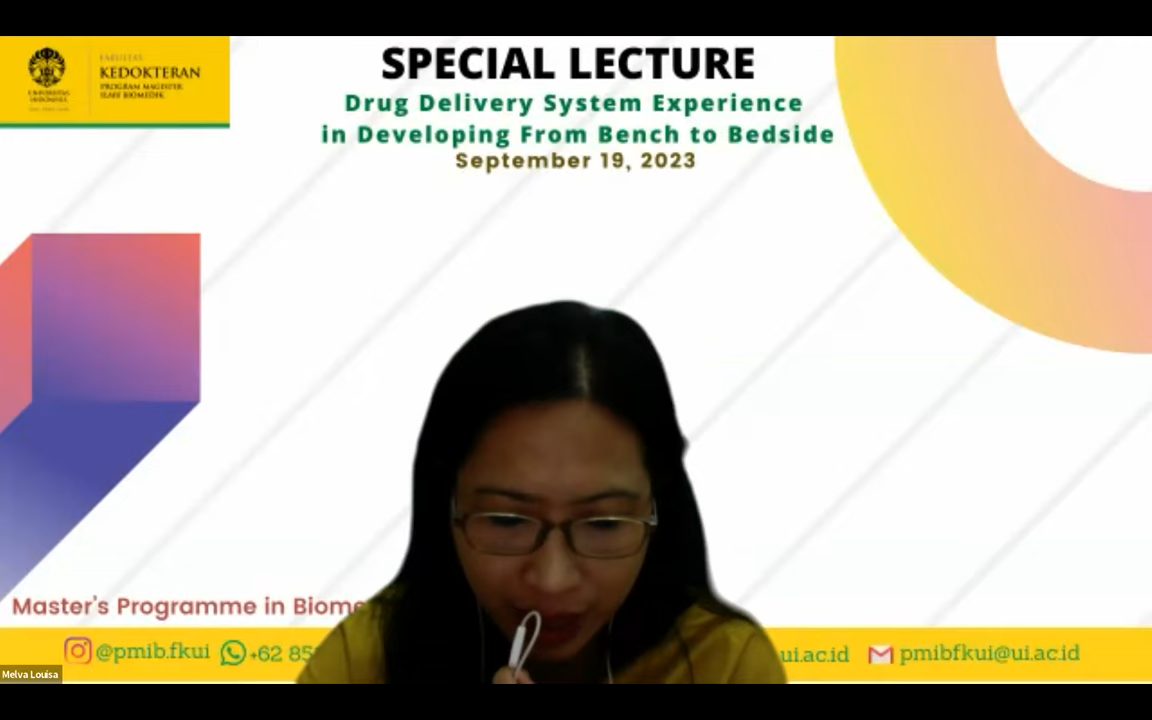 FAKULTAS
KEDOKTERAN
PROGRAM MAGISTER
ILMU BIOMEDIK
UNIVERSITAS
INDONESIA
SPECIAL LECTURE
Drug Delivery System Experience
in Developing From Bench to Bedside
September 19, 2023
Master's Programme in Biome
@pmib.fkui +62 85 ui.ac.id pmibfkui@ui.ac.id
Melva Louisa